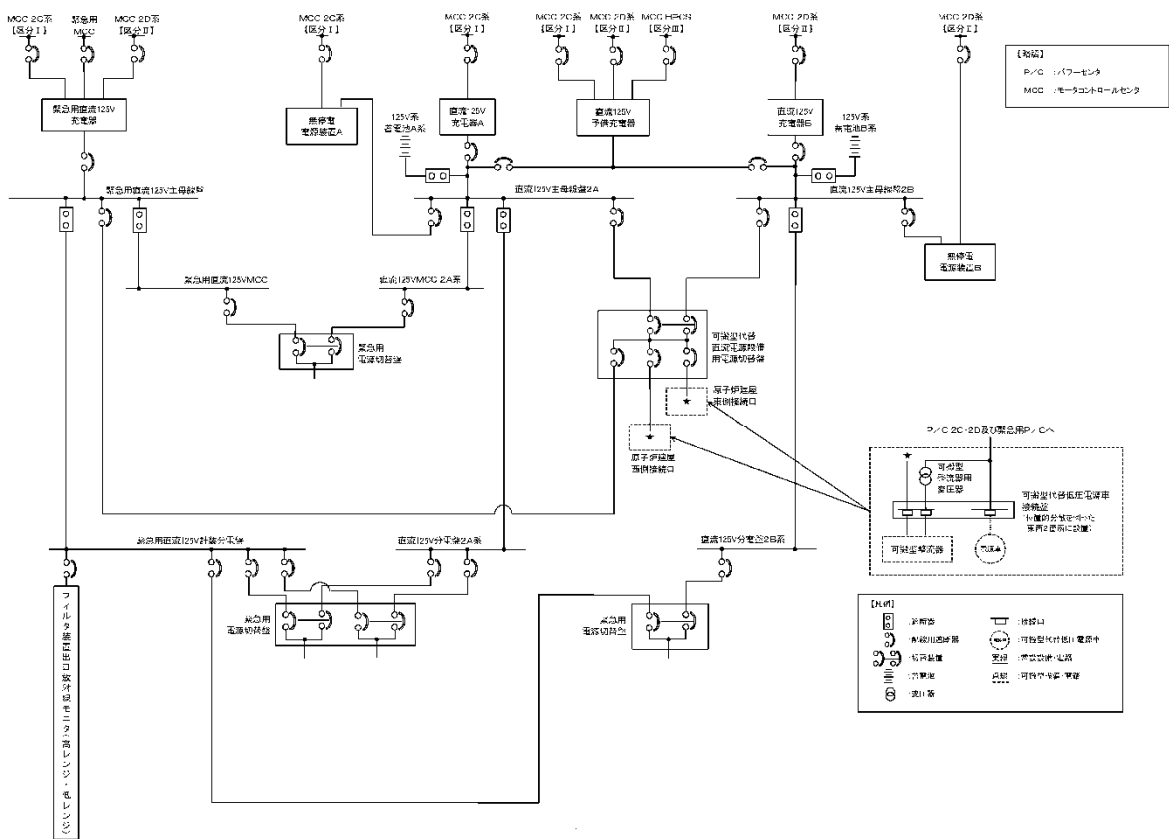 MCC 2C系
【区分Ⅰ】
緊急用
MCC
MCC 2D系
【区分Ⅱ】
MCC 2C系
【区分Ⅰ】
MCC 2C系
【区分Ⅰ】
MCC 2C系
【区分Ⅰ】
MCC 2D系
【区分Ⅱ】
MCC HPCS
【区分Ⅲ】
MCC 2D系
【区分Ⅱ】
MCC 2D系
【区分Ⅱ】
【略語】
P/C :パワーセンタ
MCC :モータコントロールセンタ
緊急用直流125V
充電器
無停電
電源装置A
直流125V
充電器A
直流125V
予備充電器
直流125V
充電器B
125V系
蓄電池A系
125V系
蓄電池B系
緊急用直流125V主母線盤
直流125V主母線盤2A
直流125V主母線盤2B
無停電
電源装置B
緊急用直流125VMCC
直流125VMCC 2A系
緊急用
電源切替盤
可搬型代替
直流電源設備
用電源切替盤
原子炉建屋
東側接続口
原子炉建屋
西側接続口
P/C 2C・2D及び緊急用P/Cへ
可搬型
整流器用
変圧器
可搬型代替低圧電源車
接続盤
可搬型整流器
電源車
緊急用直流125V計装分電盤
直流125V分電盤2A系
直流125V分電盤2B系
緊急用
電源切替盤
緊急用
電源切替盤
フィルタ装置出口放射線モニタ(高レンジ・低レンジ)
【凡例】
:遮断器
:配線用遮断器
:切替装置
:蓄電池
:変圧器
:接続口
:可搬型代替低圧電源車
実線 :常設設備・電路
点線 :可搬型設備・電路